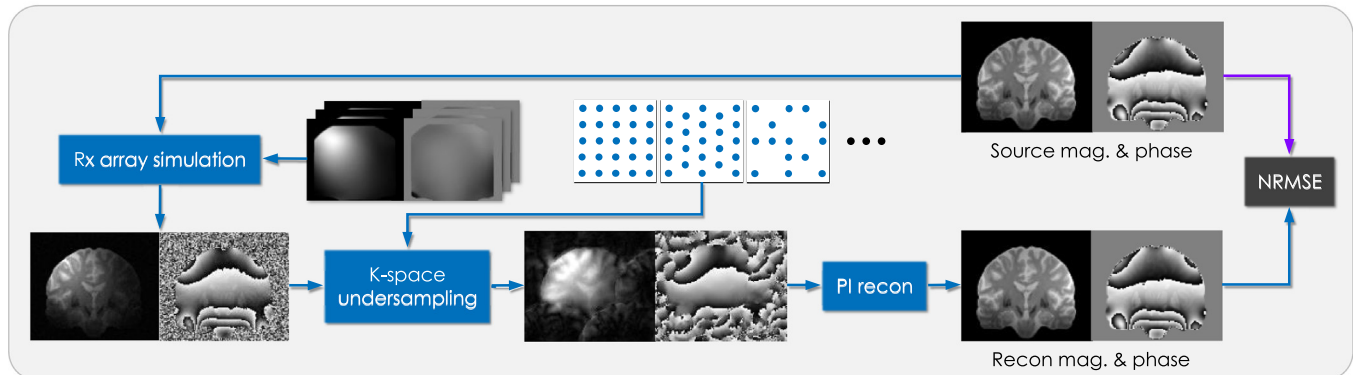 Rx array simulation
Source mag. & phase
NRMSE
K-space
undersampling
PI recon
Recon mag. & phase